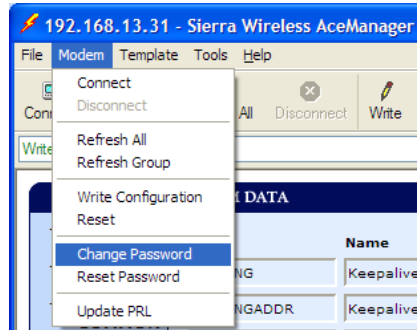 192.168.13.31 - Sierra Wireless AceManager
File Modem Template Tools Help
Connect
Disconnect
All Disconnect Write
Write
Refresh All
Refresh Group
Write Configuration
Reset
DATA
Change Password
Reset Password
Name
NG Keepalive
Update PRL
NGADDR Keepalive